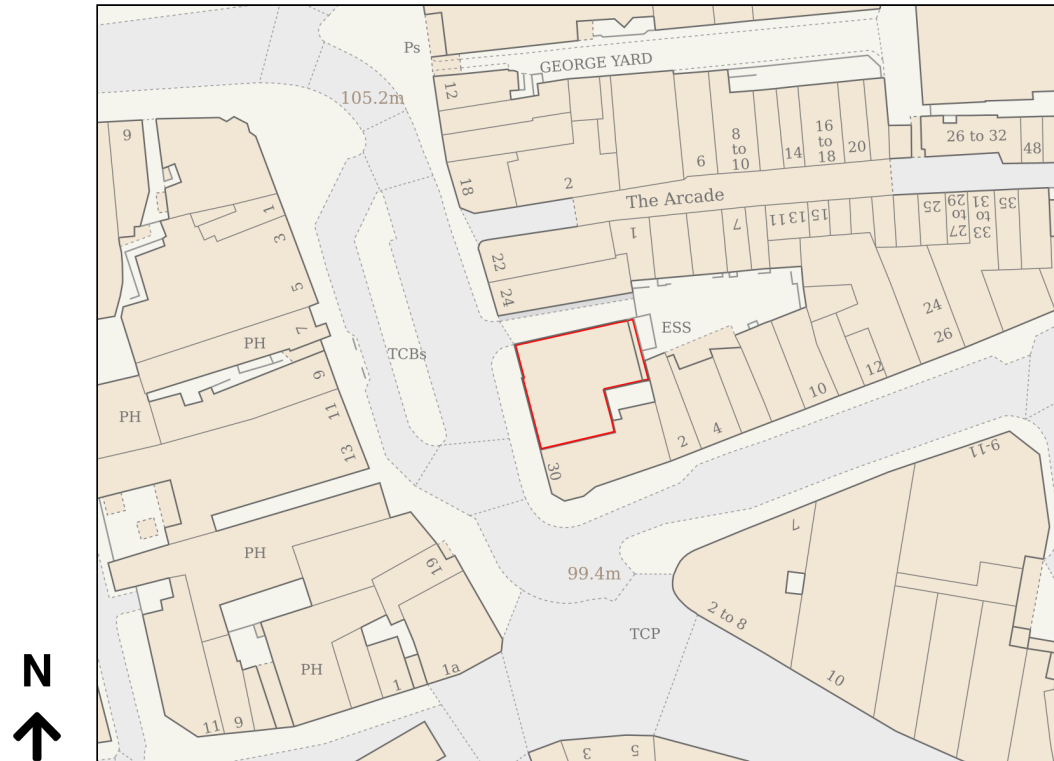 Ps
GEORGE YARD
105.2m
12
9
8
to
10
16
to
18
14
20
6
26 to 32
48
18
2
The Arcade
1
3
5
7
PH
22
24
1
7
11
13
15
25
27
to
29
33
to
31
35
ESS
TCBs
24
26
PH
9
11
13
30
2
4
10
12
9-11
7
PH
19
99.4m
2 to 8
TCP
10
PH
1
1a
11
9
3
5
N